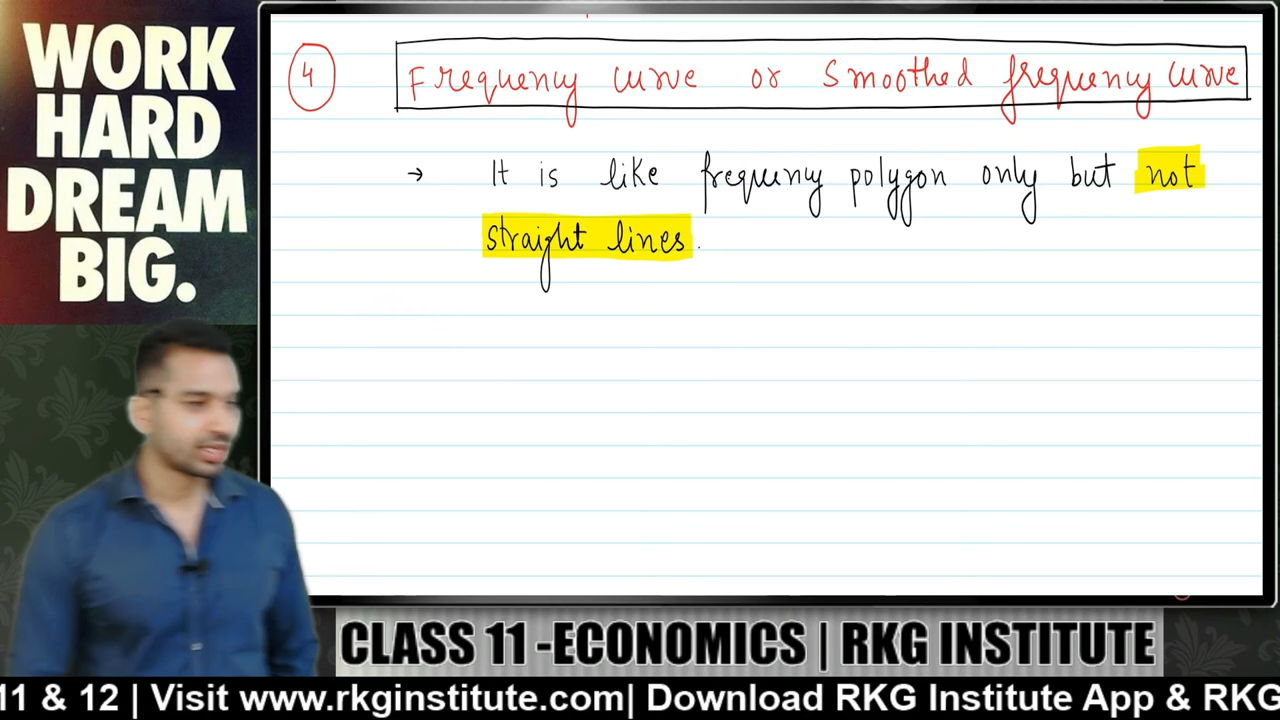 WORK
HARD
DREAM
BIG.
4 Frequency curve or Smoothed frequency curve
→ It is like frequency polygon only but not
straight lines.
CLASS 11 -ECONOMICS | RKG INSTITUTE
11 & 12 | Visit www.rkginstitute.com| Download RKG Institute App & RKG